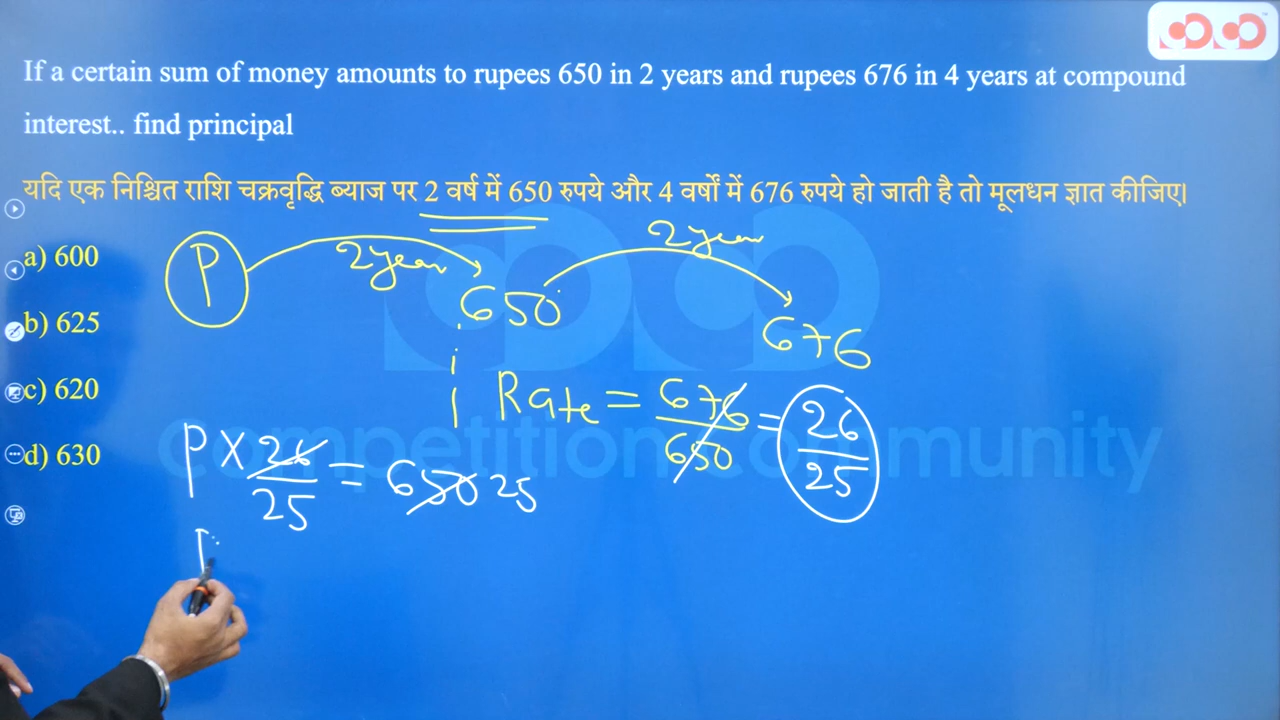 If a certain sum of money amounts to rupees 650 in 2 years and rupees 676 in 4 years at compound
interest.. find principal
यदि एक निश्चित राशि चक्रवृद्धि ब्याज पर 2 वर्ष में 650 रुपये और 4 वर्षों में 676 रुपये हो जाती है तो मूलधन ज्ञात कीजिए।
a) 600
b) 625
c) 620
d) 630
P 2 year 650 2 year 676
Rate = 676/650 = 26/25
P × 26/25 = 650 25
competition community